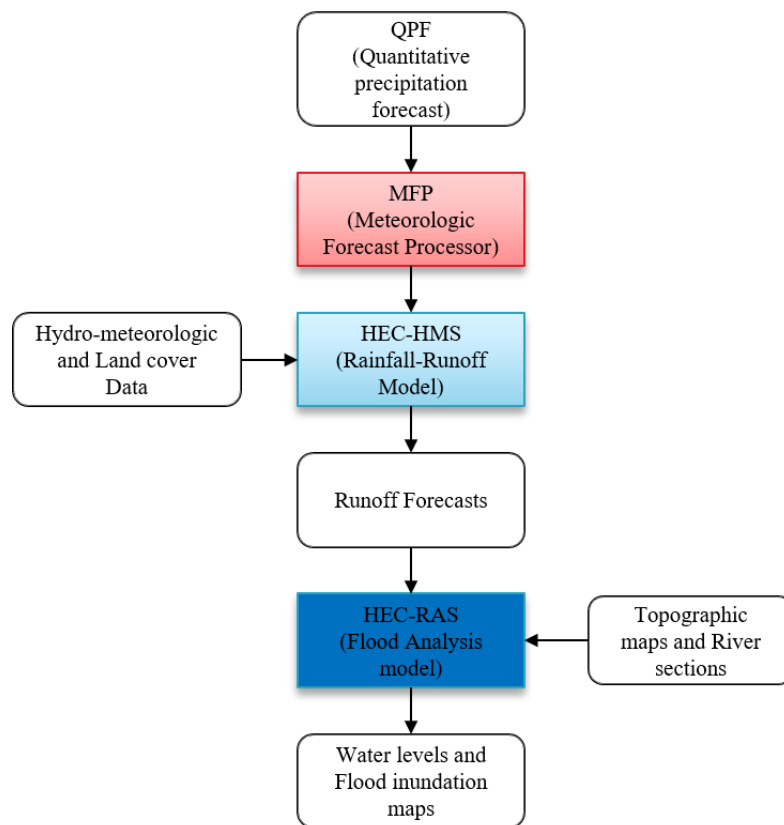 QPF
(Quantitative
precipitation
forecast)
MFP
(Meteorologic
Forecast Processor)
Hydro-meteorologic
and Land cover
Data
HEC-HMS
(Rainfall-Runoff
Model)
Runoff Forecasts
HEC-RAS
(Flood Analysis
model)
Topographic
maps and River
sections
Water levels and
Flood inundation
maps